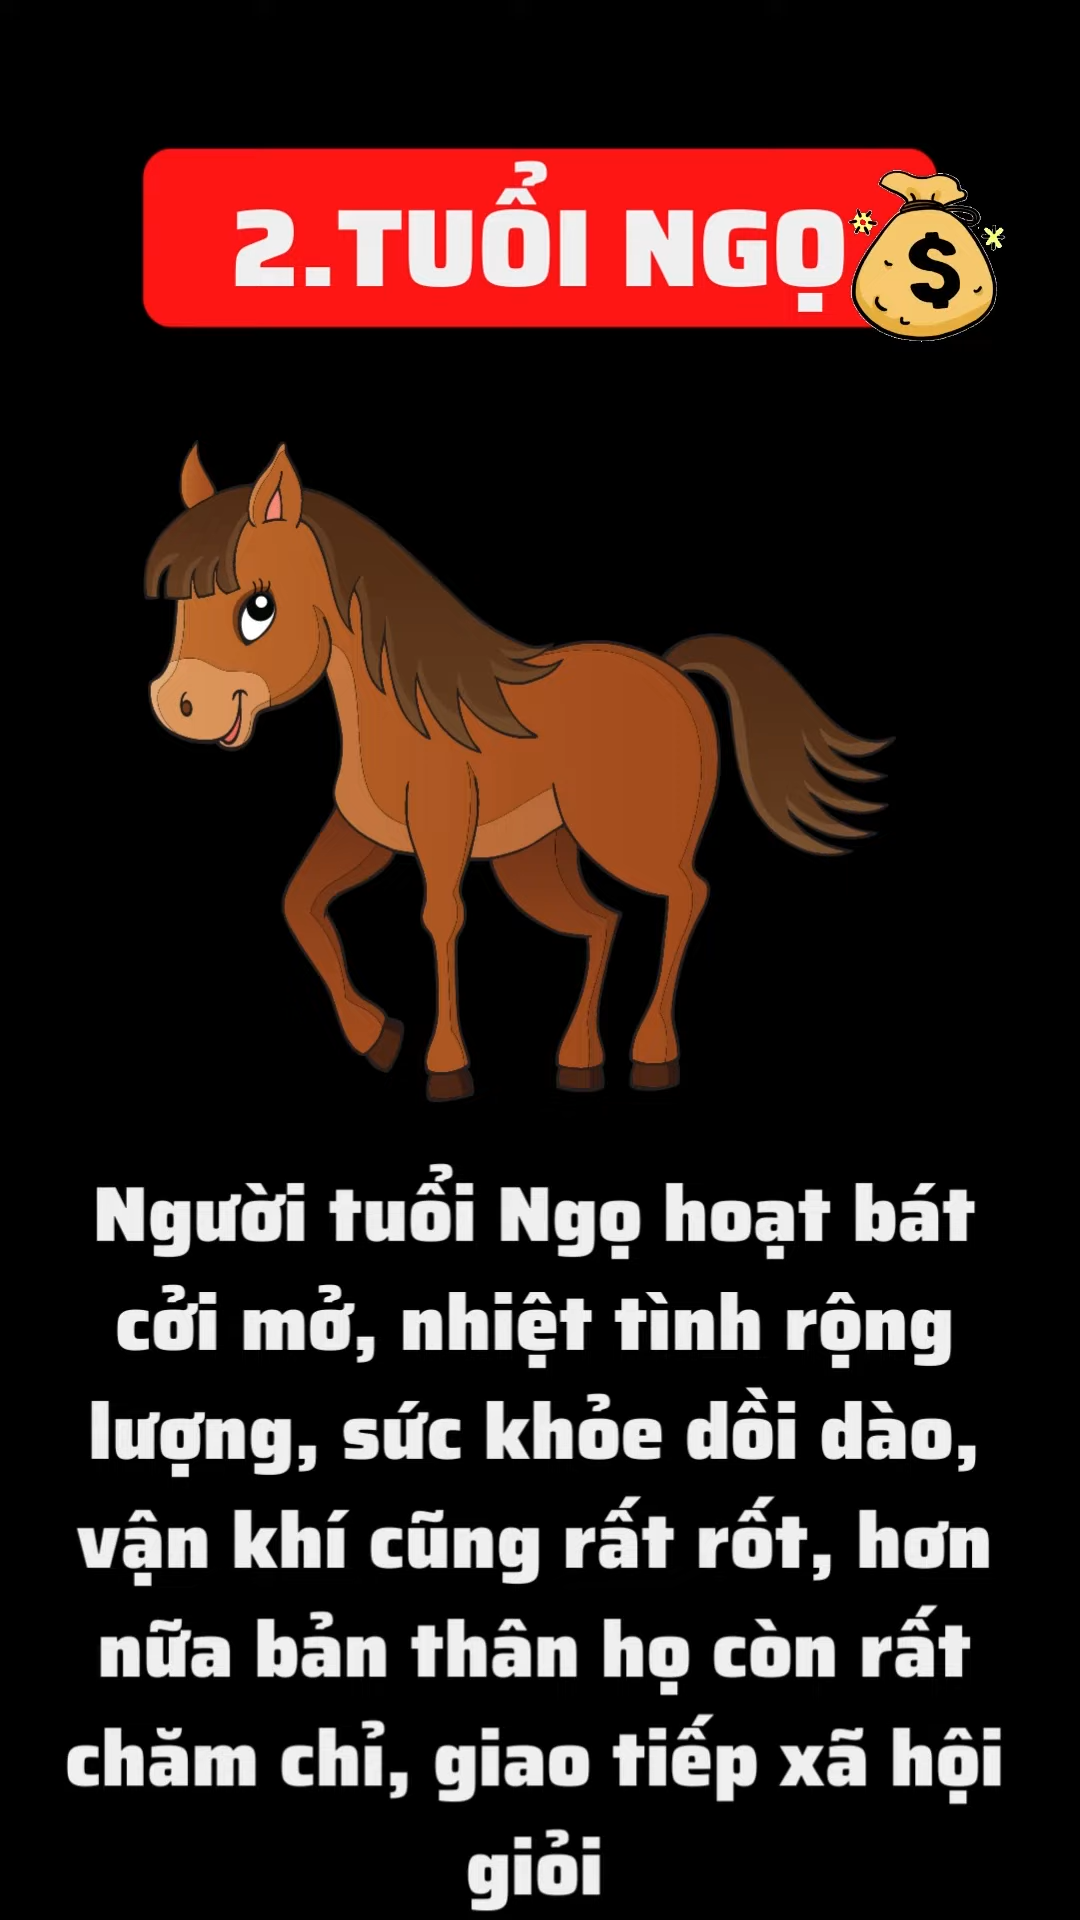 2.TUỔI NGỌ
$
Người tuổi Ngọ hoạt bát
cởi mở, nhiệt tình rộng
lượng, sức khỏe dồi dào,
vận khí cũng rất rốt, hơn
nữa bản thân họ còn rất
chăm chỉ, giao tiếp xã hội
giỏi